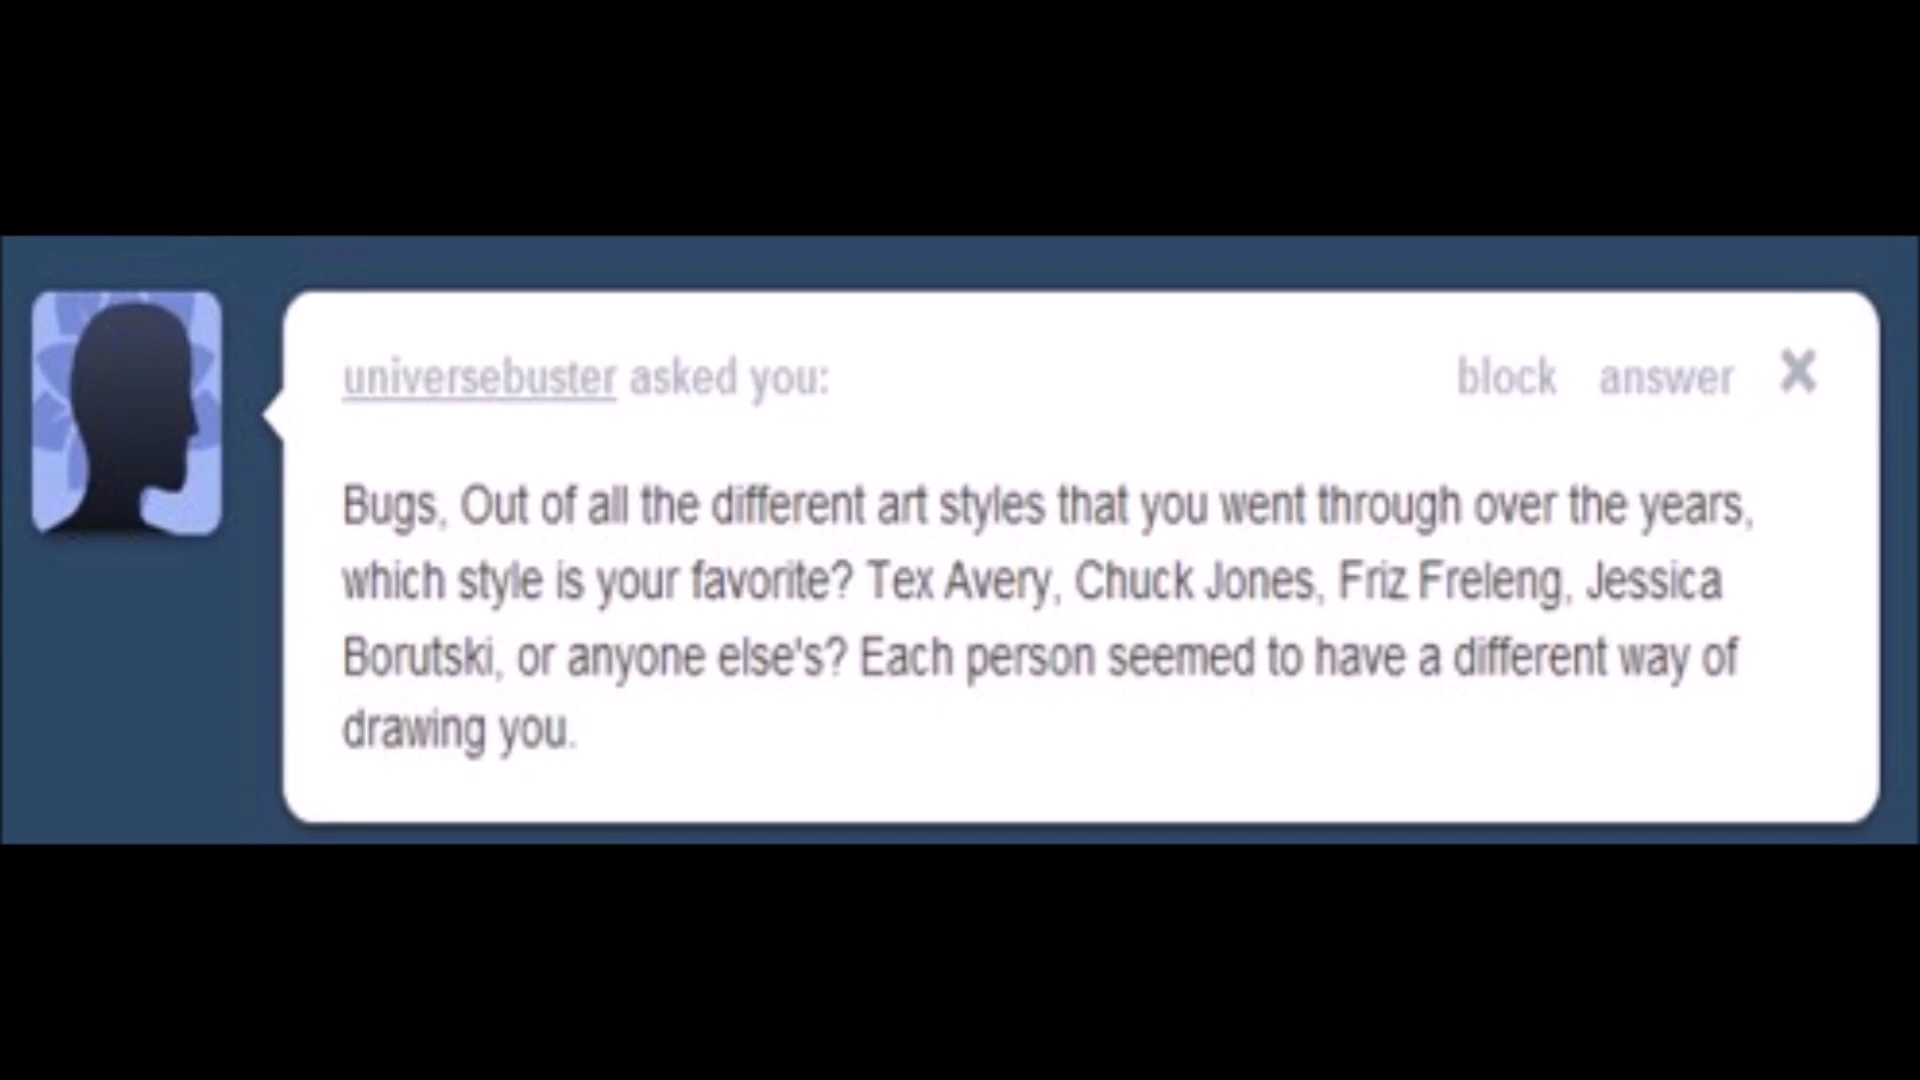 universebuster asked you: block answer X
Bugs, Out of all the different art styles that you went through over the years,
which style is your favorite? Tex Avery, Chuck Jones, Friz Freleng, Jessica
Borutski, or anyone else's? Each person seemed to have a different way of
drawing you.